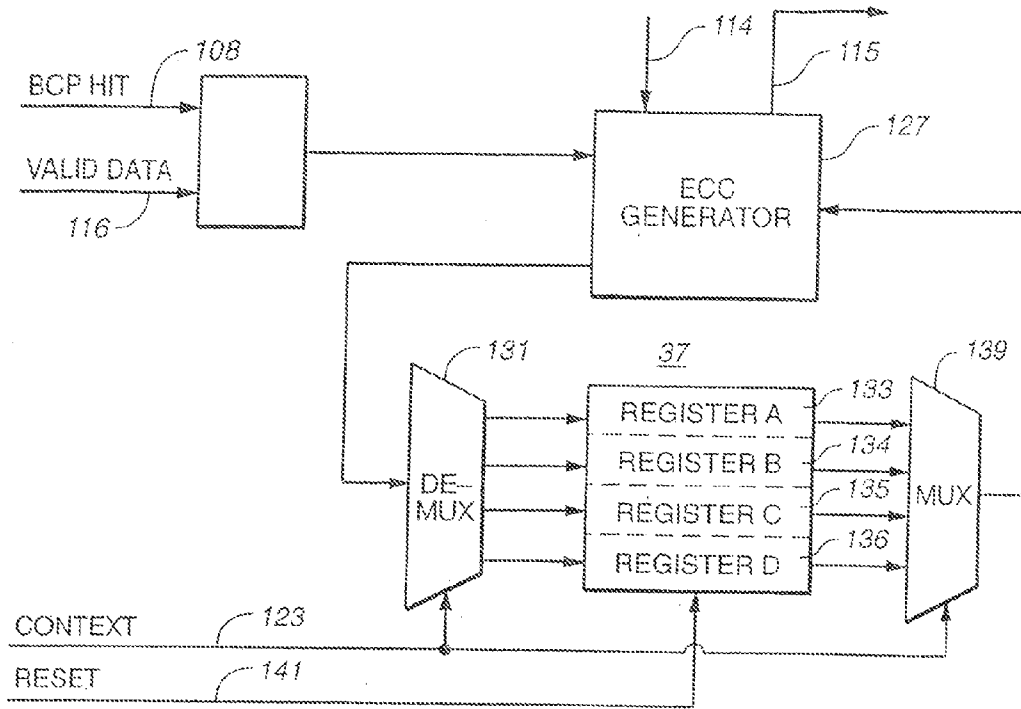 114
108
115
BCP HIT
127
VALID DATA
ECC
GENERATOR
116
131
37
139
133
REGISTER A
134
REGISTER B
DE-
MUX
135
MUX
REGISTER C
136
REGISTER D
CONTEXT
123
RESET
141